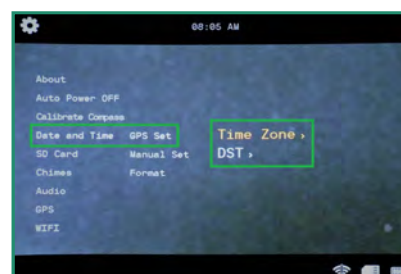 08:05 AM
About
Auto Power OFF
Calibrate Compass
Date and Time GPS Set Time Zone ›
DST ›
SD Card Manual Set
Chimes Format
Audio
GPS
WIFI